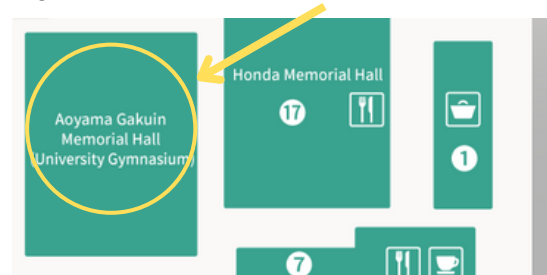 Honda Memorial Hall
17
Aoyama Gakuin
Memorial Hall
(University Gymnasium)
1
7